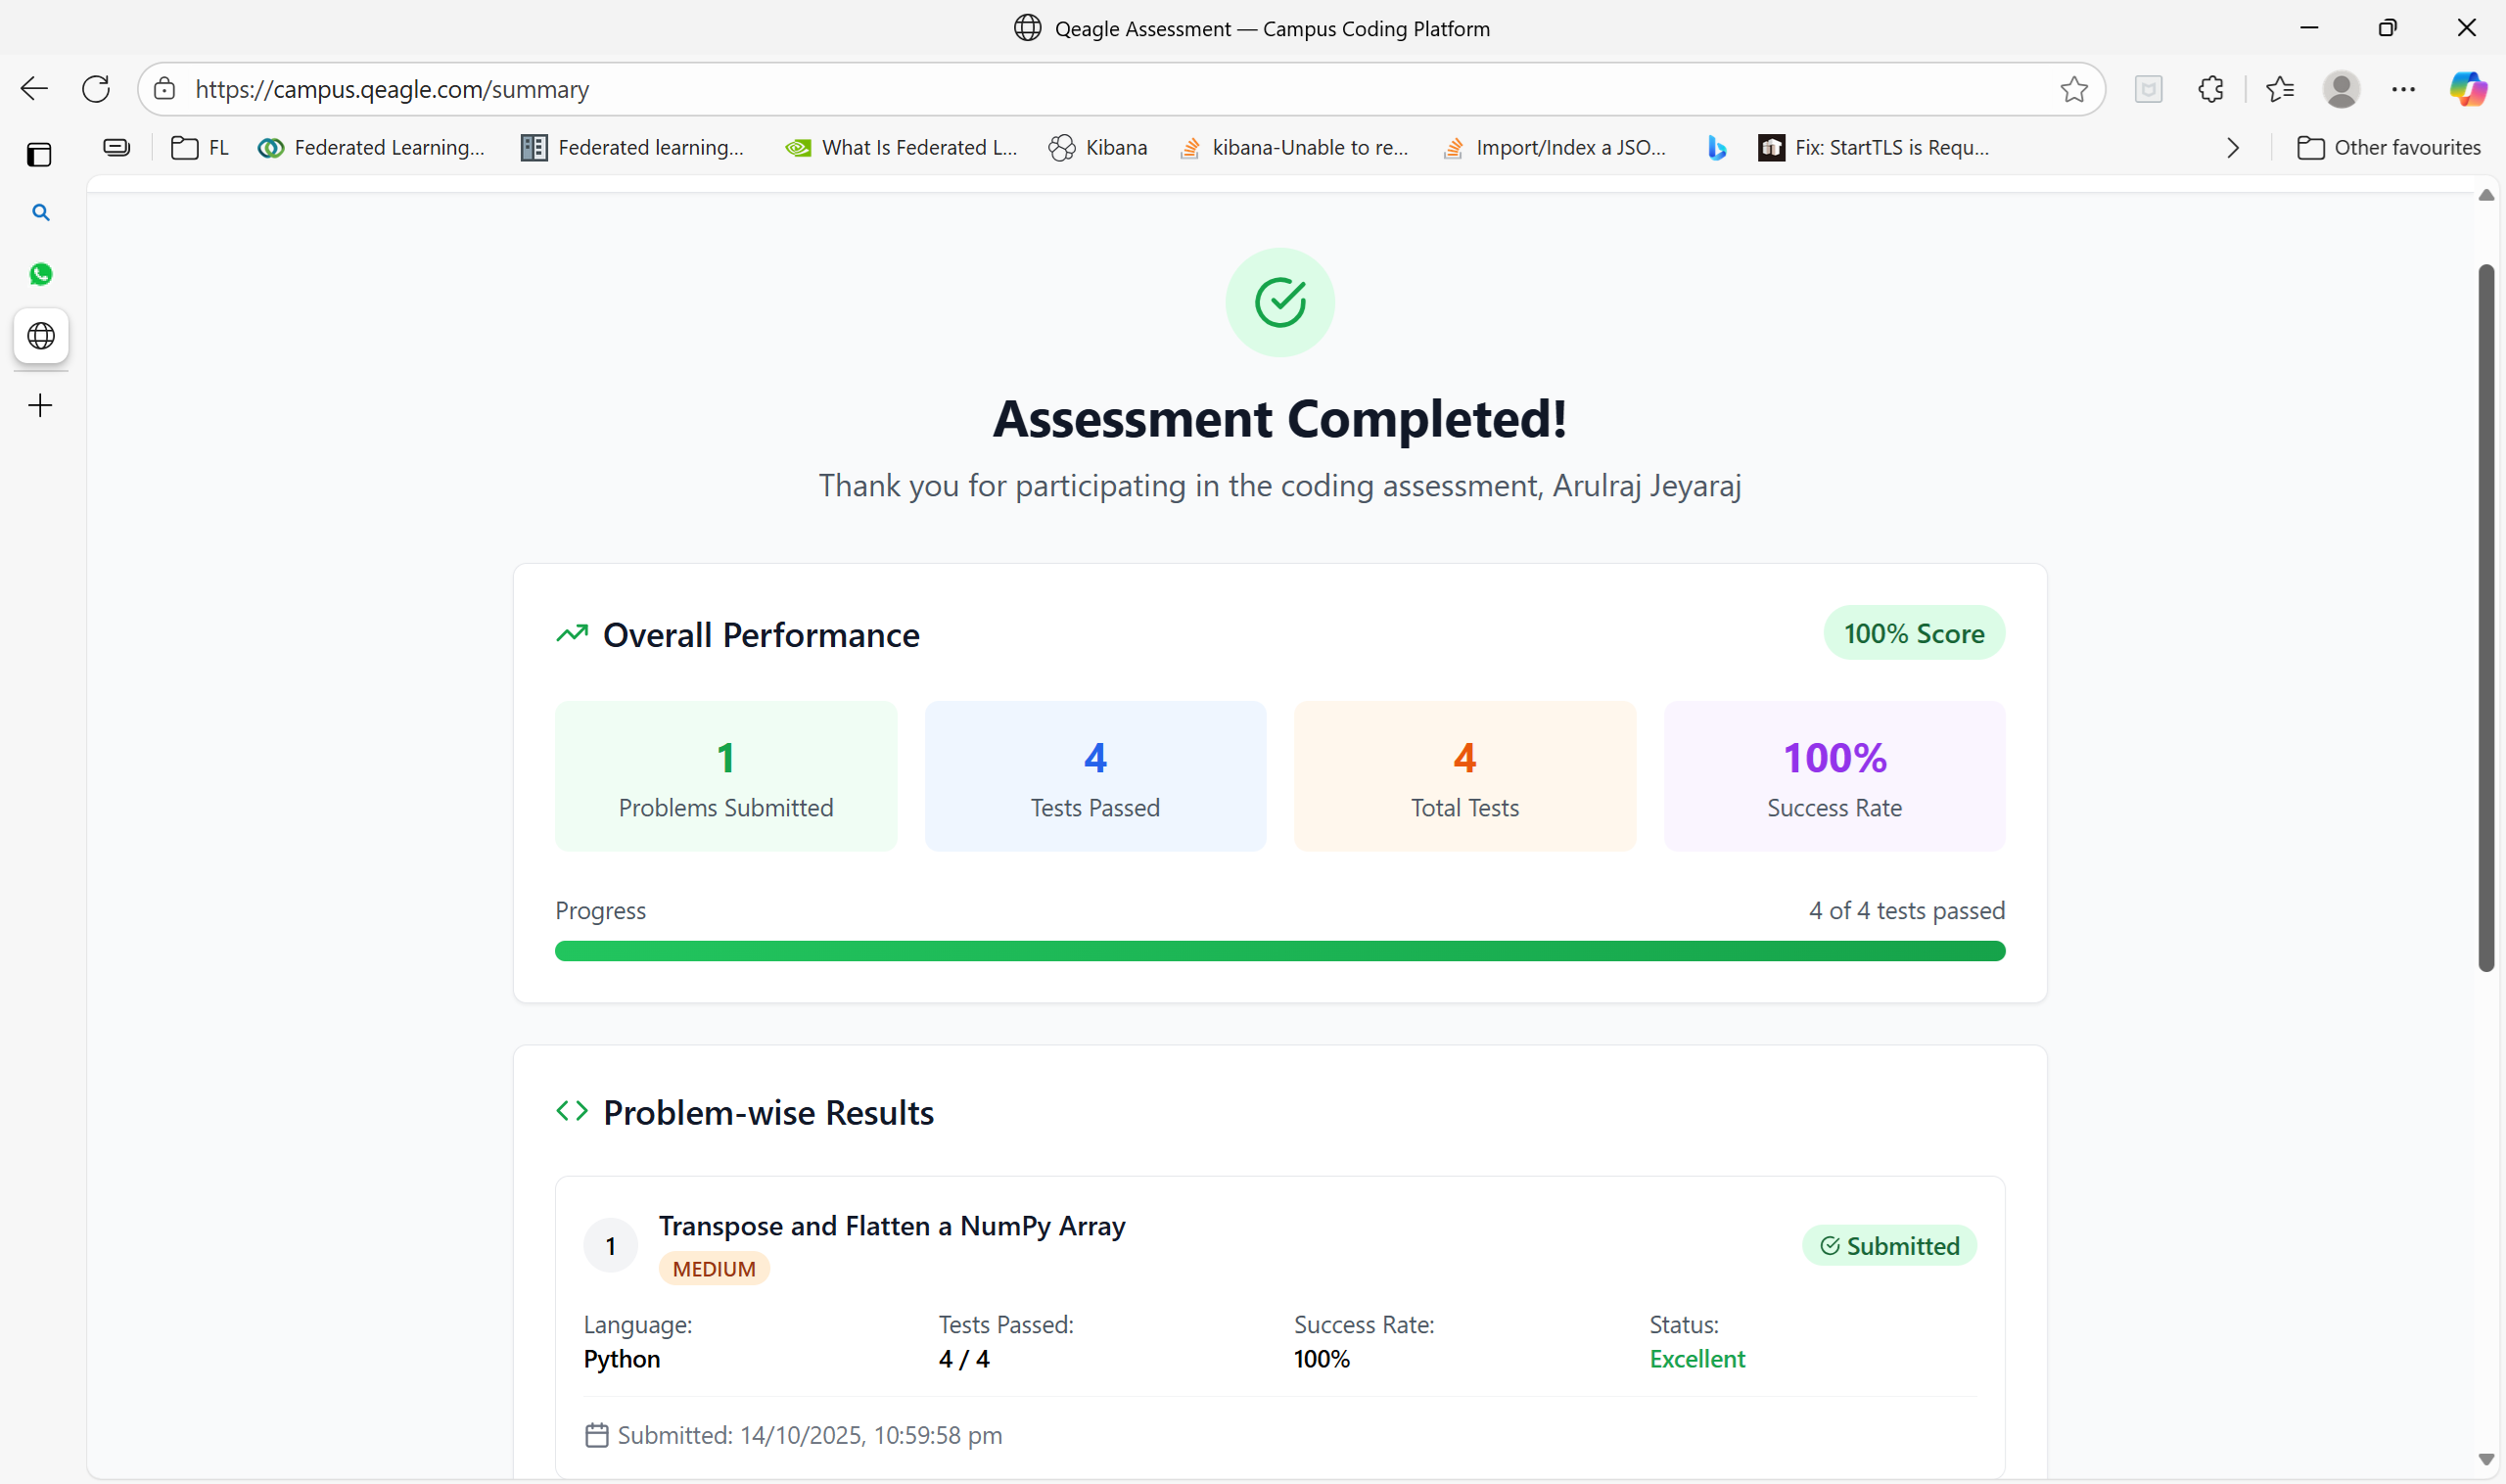 Qeagle Assessment — Campus Coding Platform
https://campus.qeagle.com/summary
FL
Federated Learning...
Federated learning...
What Is Federated L...
Kibana
kibana-Unable to re...
Import/Index a JSO...
Fix: StartTLS is Requ...
Other favourites
Assessment Completed!
Thank you for participating in the coding assessment, Arulraj Jeyaraj
Overall Performance
100% Score
1
Problems Submitted
4
Tests Passed
4
Total Tests
100%
Success Rate
Progress
4 of 4 tests passed
Problem-wise Results
1
Transpose and Flatten a NumPy Array
MEDIUM
Submitted
Language:
Python
Tests Passed:
4 / 4
Success Rate:
100%
Status:
Excellent
Submitted: 14/10/2025, 10:59:58 pm